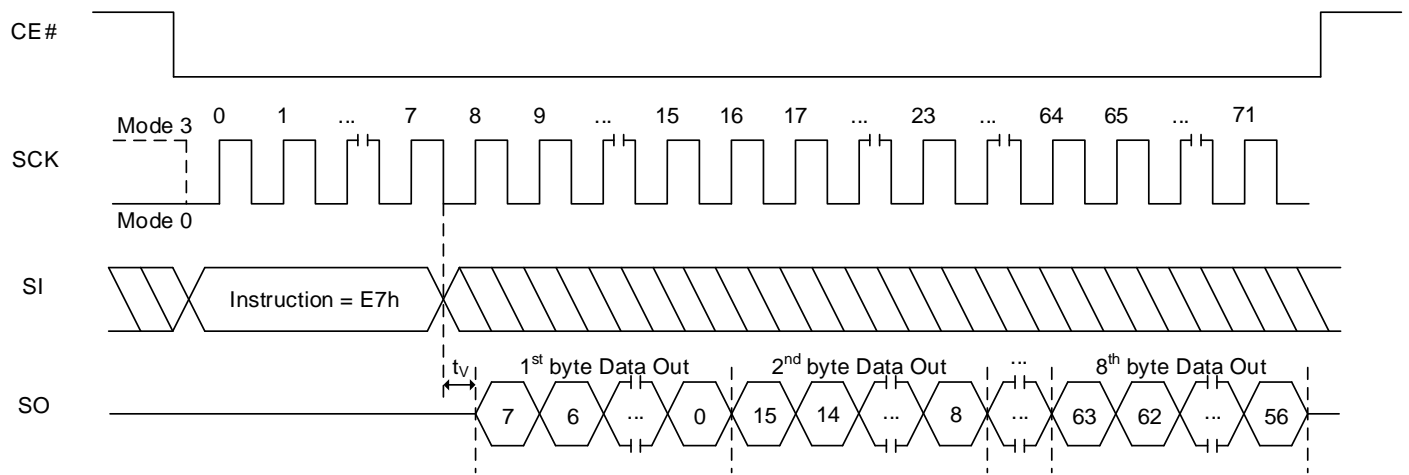 CE#
0 1 ... 7 8 9 ... 15 16 17 ... 23 ... 64 65 ... 71
Mode 3
SCK
Mode 0
SI
Instruction = E7h
tV 1st byte Data Out 2nd byte Data Out ... 8th byte Data Out
SO
7 6 ... 0 15 14 ... 8 ... 63 62 ... 56